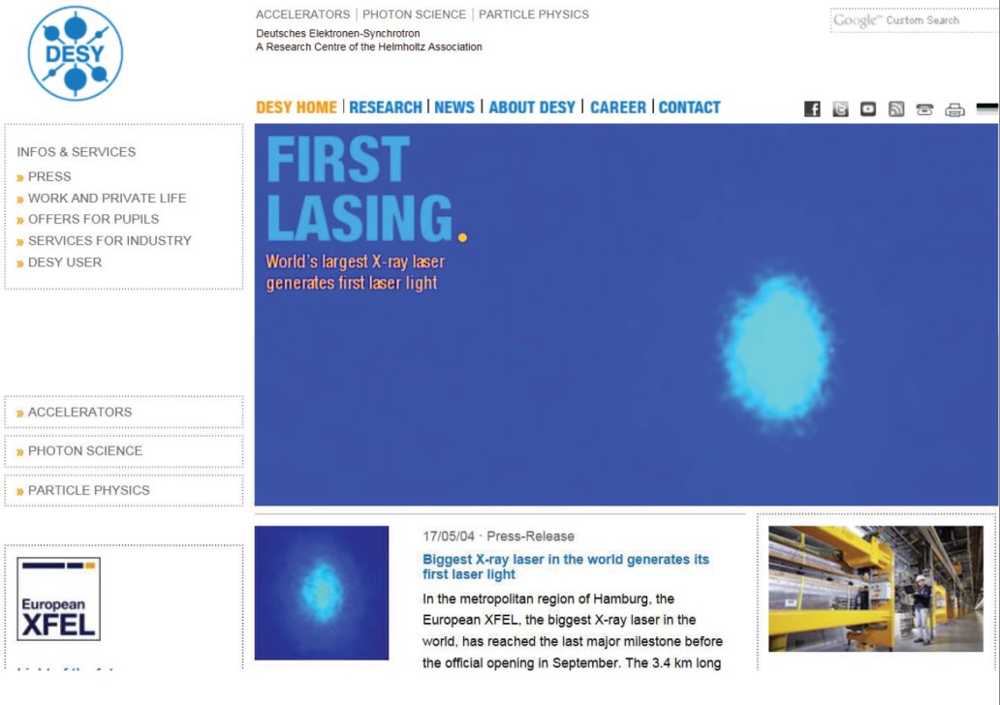 DESY
ACCELERATORS | PHOTON SCIENCE | PARTICLE PHYSICS
Deutsches Elektronen-Synchrotron
A Research Centre of the Helmholtz Association
Google™ Custom Search
DESY HOME | RESEARCH | NEWS | ABOUT DESY | CAREER | CONTACT
INFOS & SERVICES
» PRESS
» WORK AND PRIVATE LIFE
» OFFERS FOR PUPILS
» SERVICES FOR INDUSTRY
» DESY USER
» ACCELERATORS
» PHOTON SCIENCE
» PARTICLE PHYSICS
European
XFEL
FIRST
LASING.
World's largest X-ray laser
generates first laser light
17/05/04 · Press-Release
Biggest X-ray laser in the world generates its
first laser light
In the metropolitan region of Hamburg, the
European XFEL, the biggest X-ray laser in the
world, has reached the last major milestone before
the official opening in September. The 3.4 km long